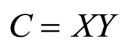 C = XY